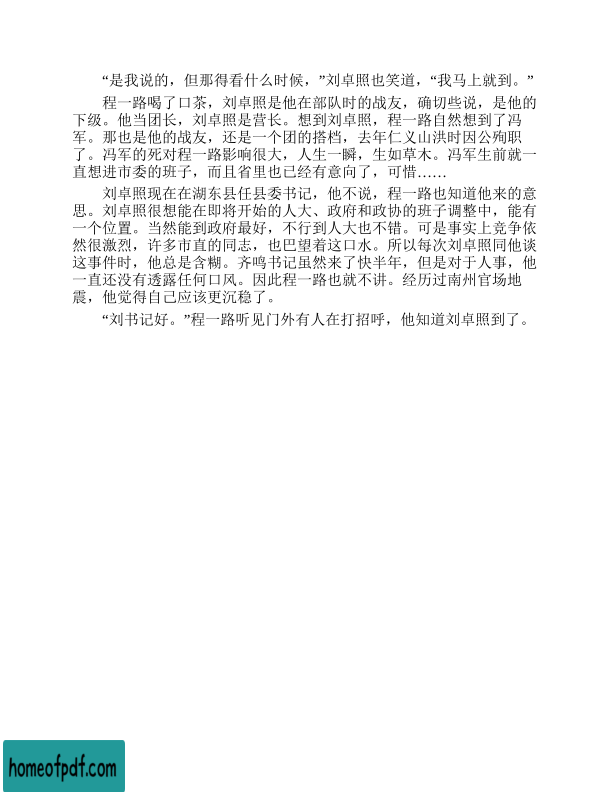 “是我说的，但那得看什么时候，”刘卓照也笑道，“我马上就到。”
程一路喝了口茶，刘卓照是他在部队时的战友，确切些说，是他的
下级。他当团长，刘卓照是营长。想到刘卓照，程一路自然想到了冯
军。那也是他的战友，还是一个团的搭档，去年仁义山洪时因公殉职
了。冯军的死对程一路影响很大，人生一瞬，生如草木。冯军生前就一
直想进市委的班子，而且省里也已经有意向了，可惜……
刘卓照现在在湖东县任县委书记，他不说，程一路也知道他来的意
思。刘卓照很想能在即将开始的人大、政府和政协的班子调整中，能有
一个位置。当然能到政府最好，不行到人大也不错。可是事实上竞争依
然很激烈，许多市直的同志，也巴望着这口水。所以每次刘卓照同他谈
这事件时，他总是含糊。齐鸣书记虽然来了快半年，但是对于人事，他
一直还没有透露任何口风。因此程一路也就不讲。经历过南州官场地
震，他觉得自己应该更沉稳了。
“刘书记好。”程一路听见门外有人在打招呼，他知道刘卓照到了。
homeofpdf.com